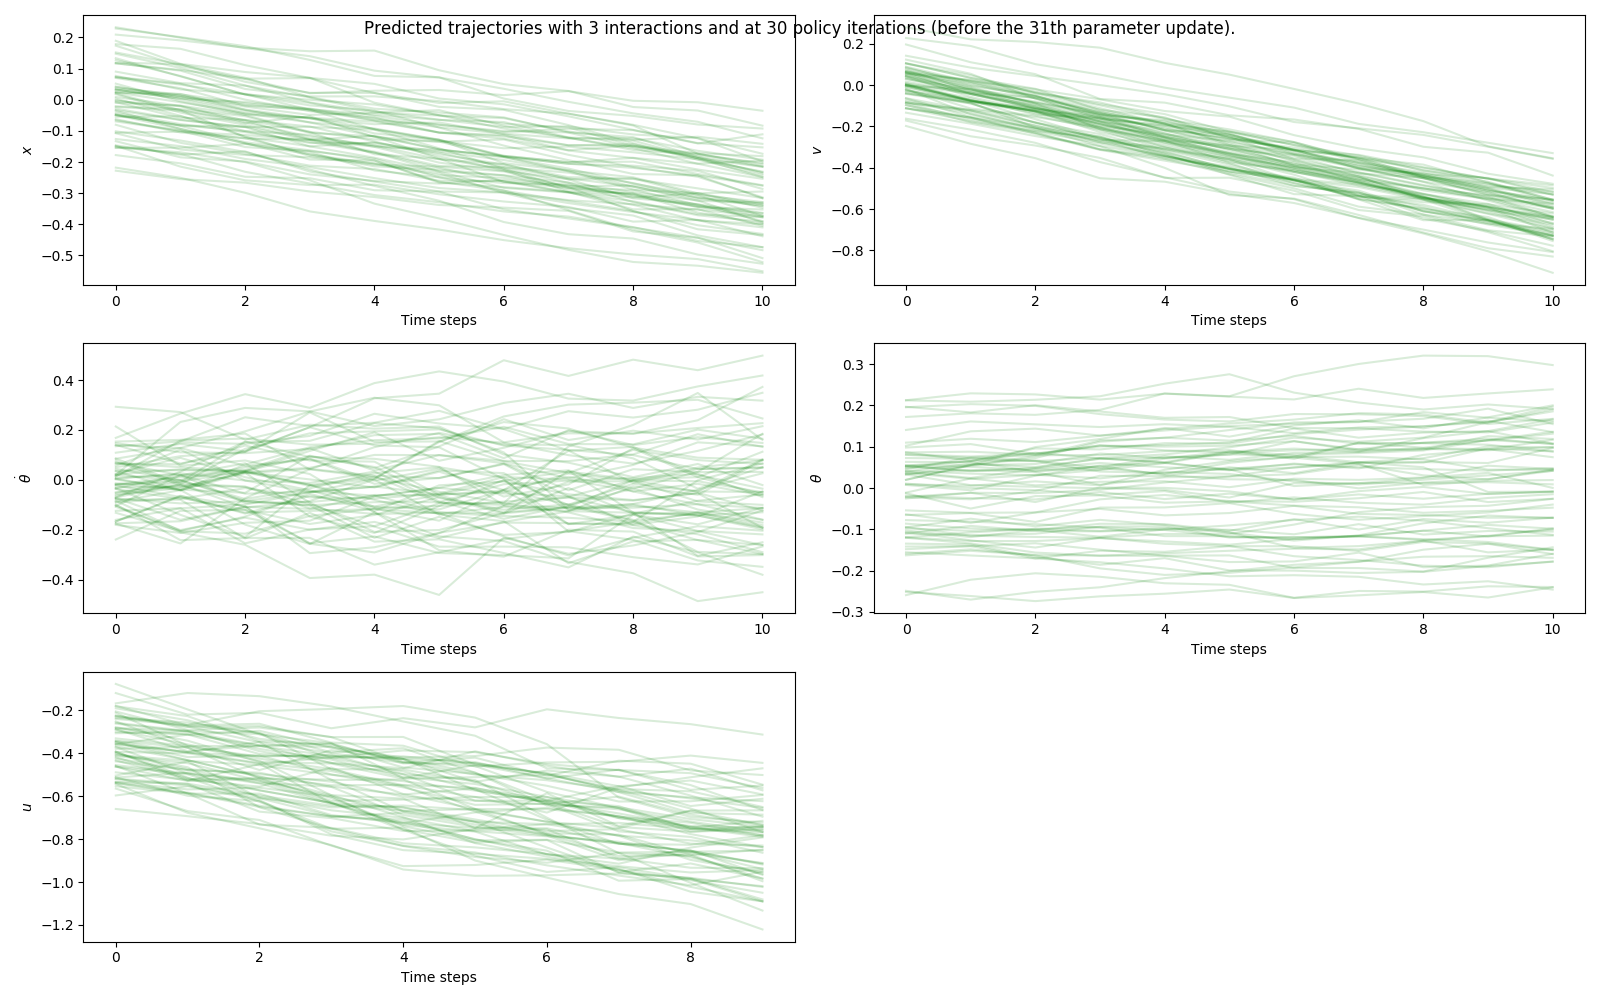 Predicted trajectories with 3 interactions and at 30 policy iterations (before the 31th parameter update).
0.2
0.1
0.0
−0.1
−0.2
−0.3
−0.4
−0.5
x
0 2 4 6 8 10
Time steps
0.2
0.0
−0.2
−0.4
−0.6
−0.8
v
0 2 4 6 8 10
Time steps
0.4
0.2
0.0
−0.2
−0.4
θ̇
0 2 4 6 8 10
Time steps
0.3
0.2
0.1
0.0
−0.1
−0.2
−0.3
θ
0 2 4 6 8 10
Time steps
−0.2
−0.4
−0.6
−0.8
−1.0
−1.2
u
0 2 4 6 8
Time steps